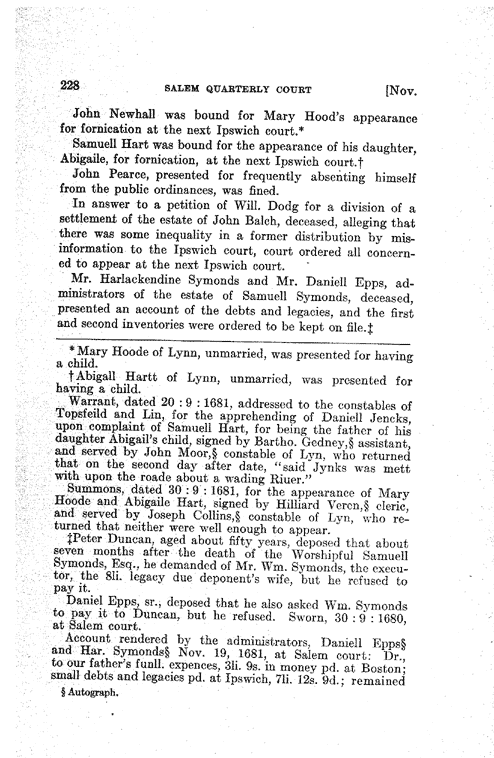 228 SALEM QUARTERLY COURT [Nov.
John Newhall was bound for Mary Hood's appearance
for fornication at the next Ipswich court.*
Samuell Hart was bound for the appearance of his daughter,
Abigaile, for fornication, at the next Ipswich court.†
John Pearce, presented for frequently absenting himself
from the public ordinances, was fined.
In answer to a petition of Will. Dodg for a division of a
settlement of the estate of John Balch, deceased, alleging that
there was some inequality in a former distribution by mis-
information to the Ipswich court, court ordered all concern-
ed to appear at the next Ipswich court.
Mr. Harlackendine Symonds and Mr. Daniell Epps, ad-
ministrators of the estate of Samuell Symonds, deceased,
presented an account of the debts and legacies, and the first
and second inventories were ordered to be kept on file.‡
*Mary Hoode of Lynn, unmarried, was presented for having
a child.
†Abigall Hartt of Lynn, unmarried, was presented for
having a child.
Warrant, dated 20 : 9 : 1681, addressed to the constables of
Topsfeild and Lin, for the apprehending of Daniell Jencks,
upon complaint of Samuell Hart, for being the father of his
daughter Abigail's child, signed by Bartho. Gedney,§ assistant,
and served by John Moor,§ constable of Lyn, who returned
that on the second day after date, "said Jynks was mett
with upon the roade about a wading Riuer."
Summons, dated 30 : 9 : 1681, for the appearance of Mary
Hoode and Abigaile Hart, signed by Hilliard Veren,§ cleric,
and served by Joseph Collins,§ constable of Lyn, who re-
turned that neither were well enough to appear.
‡Peter Duncan, aged about fifty years, deposed that about
seven months after the death of the Worshipful Samuell
Symonds, Esq., he demanded of Mr. Wm. Symonds, the execu-
tor, the 8li. legacy due deponent's wife, but he refused to
pay it.
Daniel Epps, sr., deposed that he also asked Wm. Symonds
to pay it to Duncan, but he refused. Sworn, 30 : 9 : 1680,
at Salem court.
Account rendered by the administrators, Daniell Epps§
and Har. Symonds§ Nov. 19, 1681, at Salem court: Dr.,
to our father's funll. expences, 3li. 9s. in money pd. at Boston;
small debts and legacies pd. at Ipswich, 7li. 12s. 9d.; remained
§ Autograph.